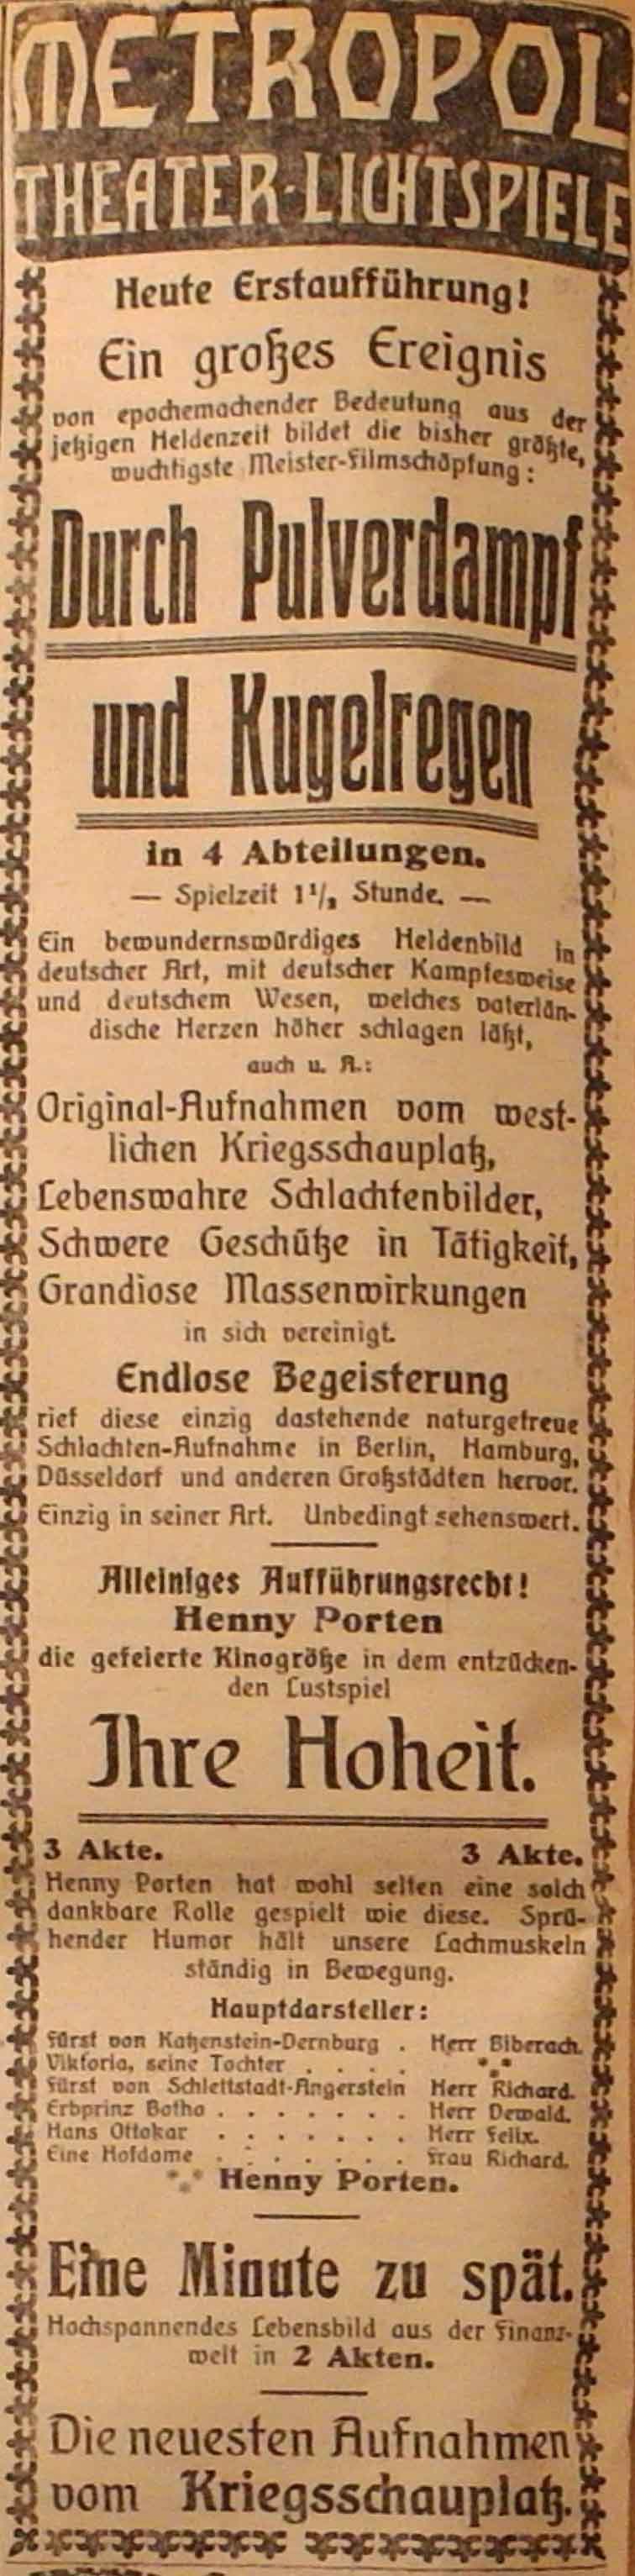 METROPOL
THEATER-LICHTSPIELE
Heute Erstaufführung!
Ein großes Ereignis
von epochemachender Bedeutung aus der
jetzigen Heldenzeit bildet die bisher größte,
wuchtigste Meister-Filmschöpfung:
Durch Pulverdampf
und Kugelregen
in 4 Abteilungen.
— Spielzeit 1½ Stunde. —
Ein bewundernswürdiges Heldenbild in
deutscher Art, mit deutscher Kampfesweise
und deutschem Wesen, welches vaterlän-
dische Herzen höher schlagen läßt,
auch u. A.:
Original-Aufnahmen vom west-
lichen Kriegsschauplatz,
Lebenswahre Schlachtenbilder,
Schwere Geschütze in Tätigkeit,
Grandiose Massenwirkungen
in sich vereinigt.
Endlose Begeisterung
rief diese einzig dastehende naturgetreue
Schlachten-Aufnahme in Berlin, Hamburg,
Düsseldorf und anderen Großstädten hervor.
Einzig in seiner Art. Unbedingt sehenswert.
Alleiniges Aufführungsrecht!
Henny Porten
die gefeierte Kinogröße in dem entzücken-
den Lustspiel
Ihre Hoheit.
3 Akte. 3 Akte.
Henny Porten hat wohl selten eine solch
dankbare Rolle gespielt wie diese. Sprü-
hender Humor hält unsere Lachmuskeln
ständig in Bewegung.
Hauptdarsteller:
Fürst von Katzenstein-Dernburg . Herr Biberach.
Viktoria, seine Tochter . . . . *⁎*
Fürst von Schlettstadt-Angerstein Herr Richard.
Erbprinz Botho . . . . . . . Herr Dewald.
Hans Ottokar . . . . . . . Herr Felix.
Eine Hofdame . . . . . . . Frau Richard.
*⁎* Henny Porten.
Eine Minute zu spät.
Hochspannendes Lebensbild aus der Finanz-
welt in 2 Akten.
Die neuesten Aufnahmen
vom Kriegsschauplatz.